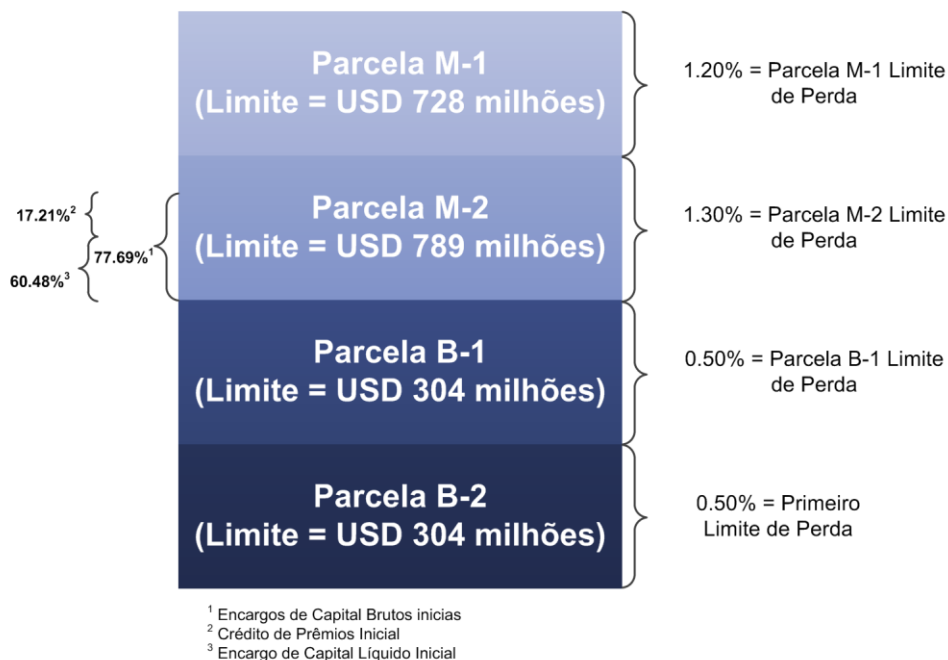 Parcela M-1
(Limite = USD 728 milhões)
1.20% = Parcela M-1 Limite
de Perda
Parcela M-2
(Limite = USD 789 milhões)
1.30% = Parcela M-2 Limite
de Perda
17.21%²
77.69%¹
60.48%³
Parcela B-1
(Limite = USD 304 milhões)
0.50% = Parcela B-1 Limite
de Perda
Parcela B-2
(Limite = USD 304 milhões)
0.50% = Primeiro
Limite de Perda
¹ Encargos de Capital Brutos inicias
² Crédito de Prêmios Inicial
³ Encargo de Capital Líquido Inicial